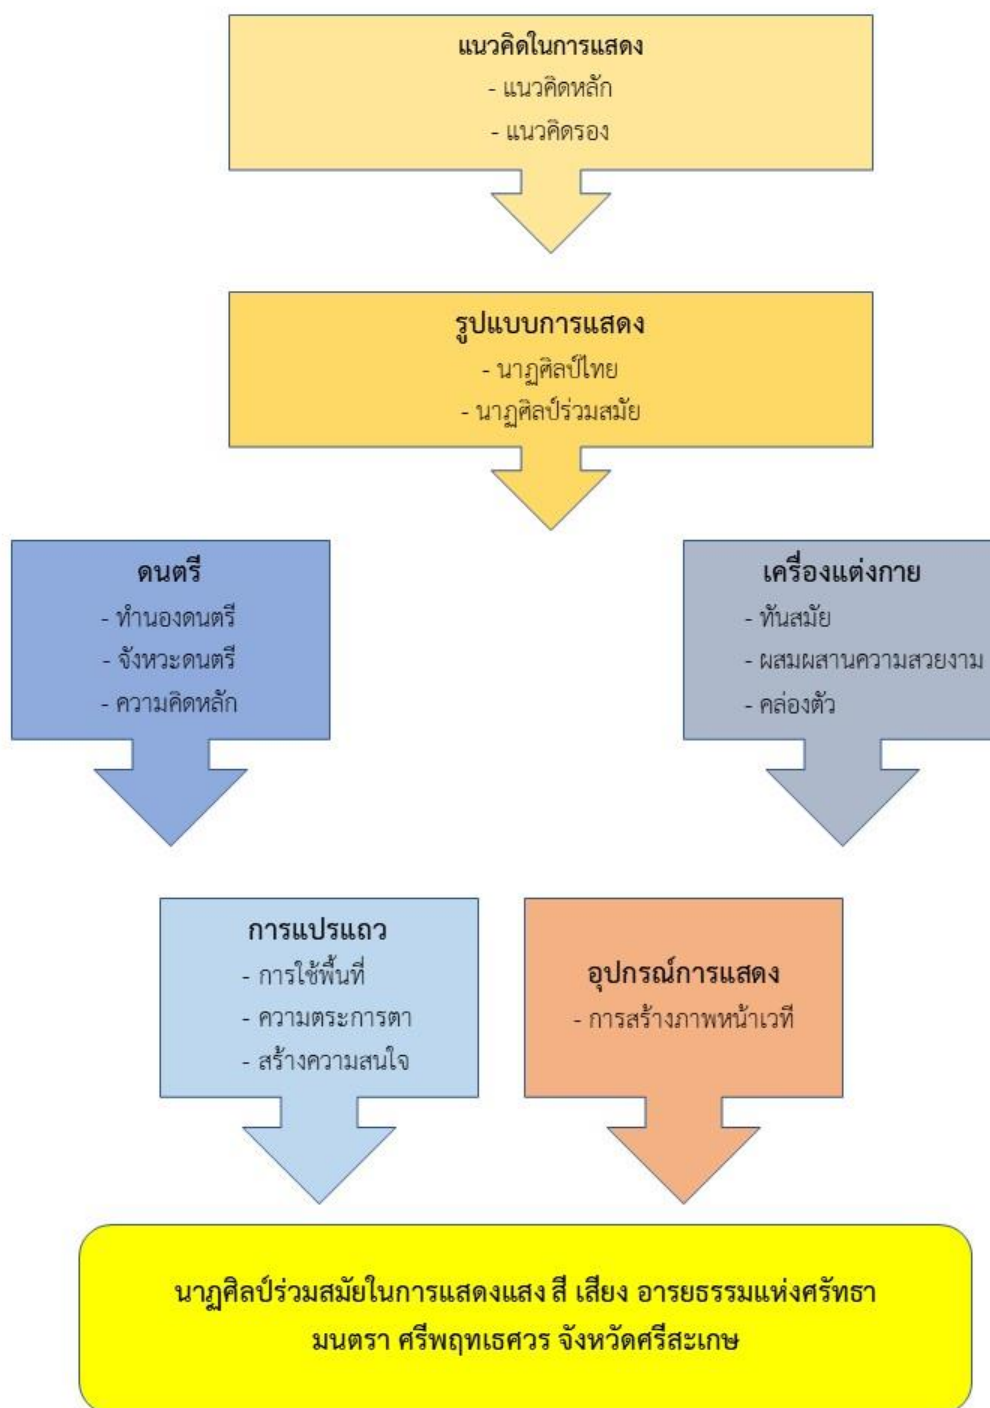 แนวคิดในการแสดง
- แนวคิดหลัก
- แนวคิดรอง
รูปแบบการแสดง
- นาฏศิลป์ไทย
- นาฏศิลป์ร่วมสมัย
ดนตรี
- ทำนองดนตรี
- จังหวะดนตรี
- ความคิดหลัก
เครื่องแต่งกาย
- ทันสมัย
- ผสมผสานความสวยงาม
- คล่องตัว
การแปรแถว
- การใช้พื้นที่
- ความตระการตา
- สร้างความสนใจ
อุปกรณ์การแสดง
- การสร้างภาพหน้าเวที
นาฏศิลป์ร่วมสมัยในการแสดงแสง สี เสียง อารยธรรมแห่งศรัทธา
มนตรา ศรีพฤทเธศวร จังหวัดศรีสะเกษ